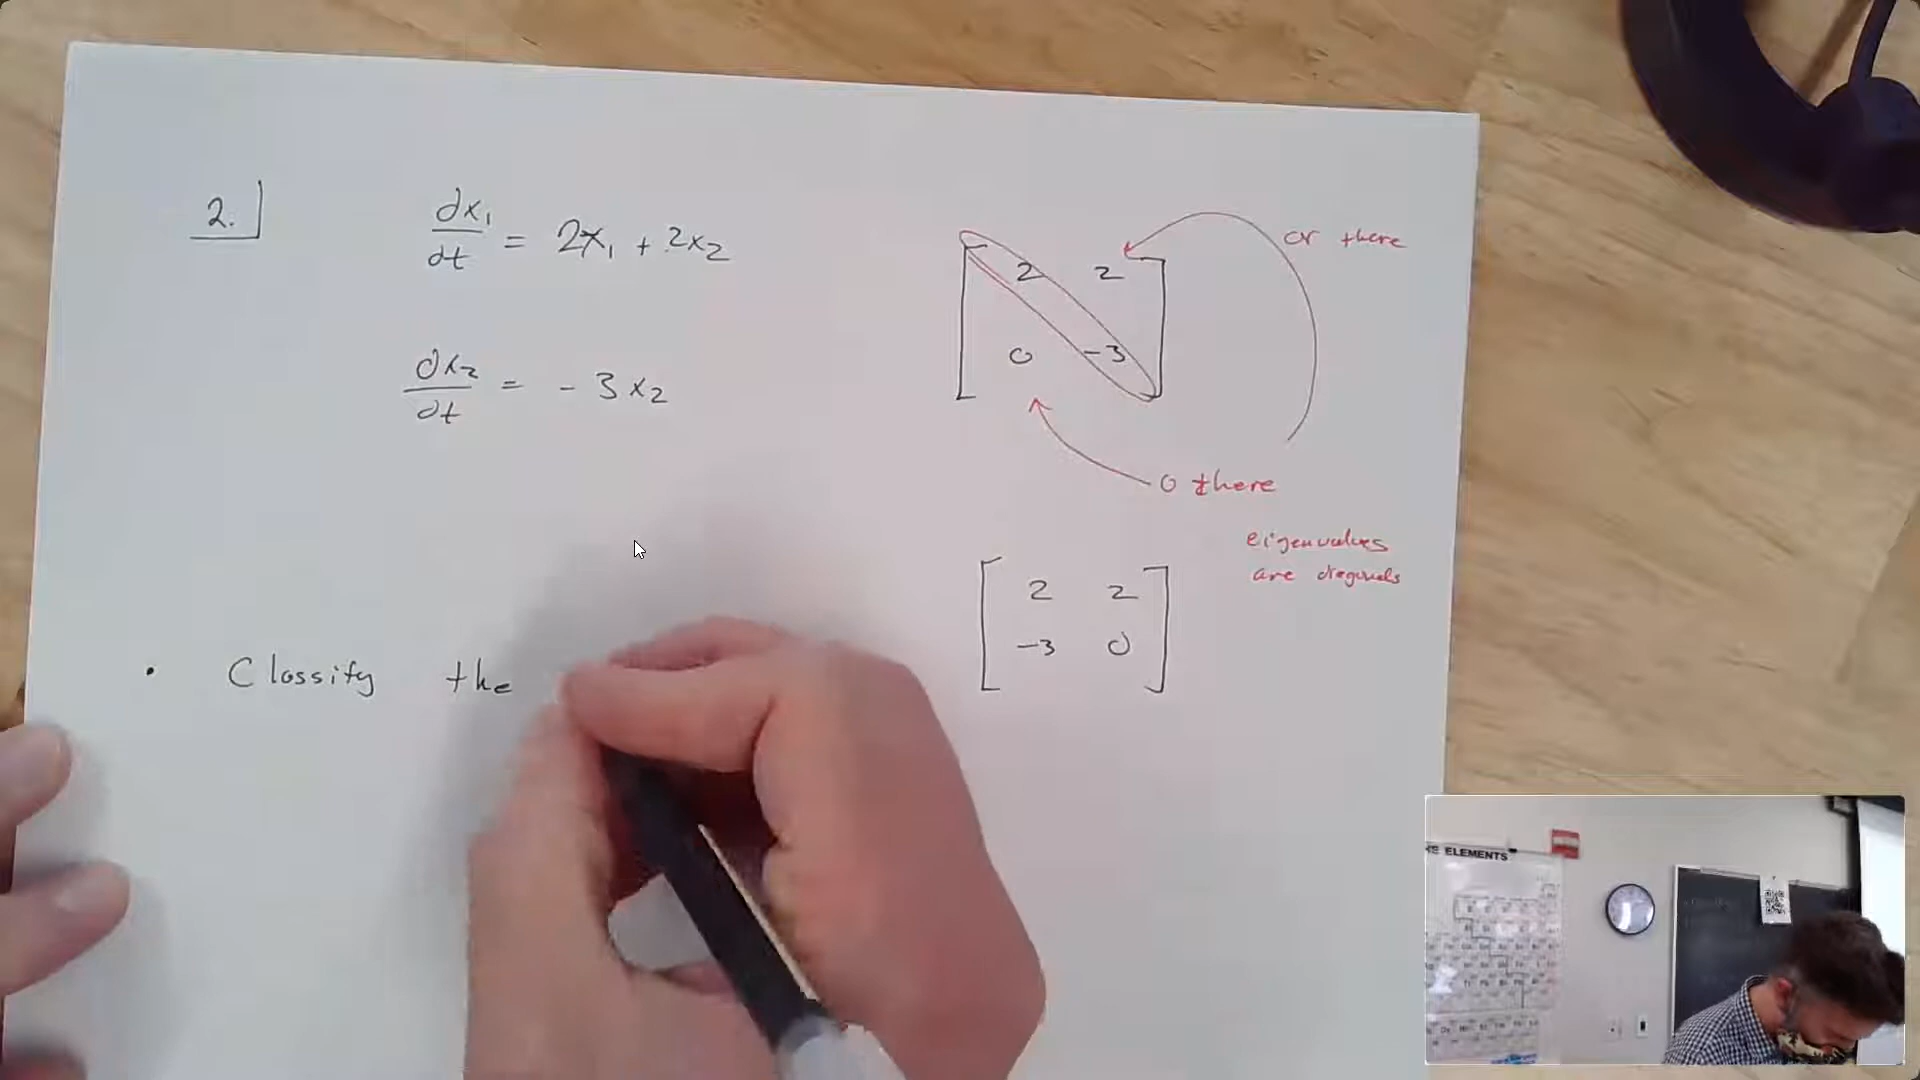 2.
dx₁/dt = 2x₁ + 2x₂
dx₂/dt = -3x₂
2 2
0 -3
or there
0 there
eigenvalues
are diagonals
2 2
-3 0
• Classify the
ELEMENTS